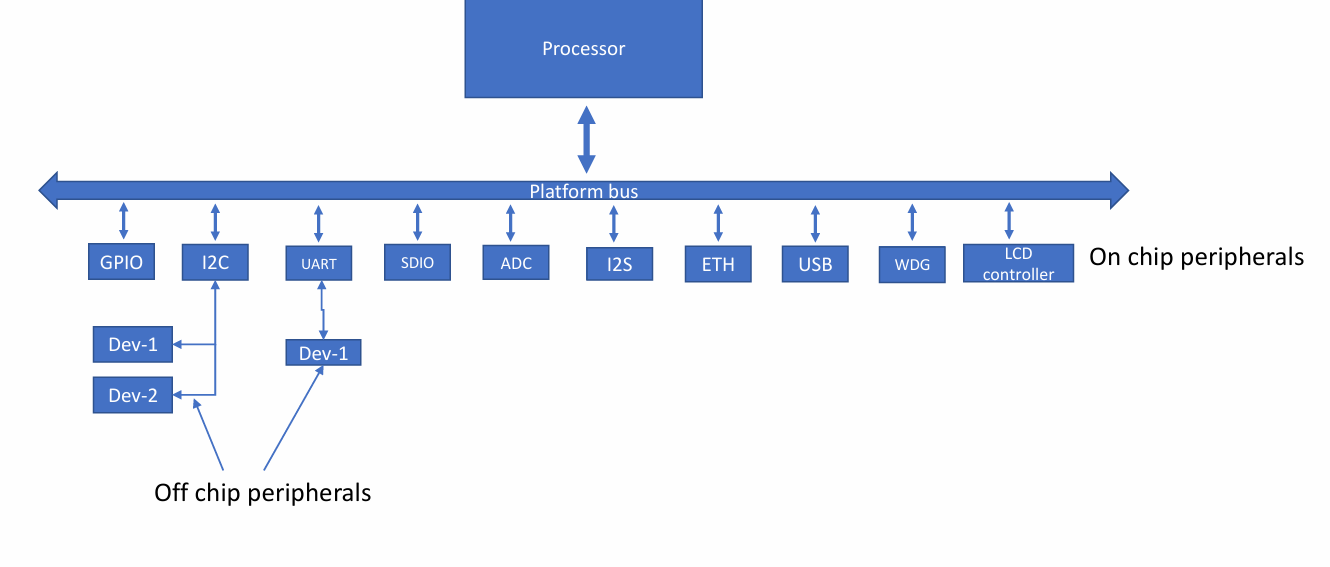 Processor
Platform bus
GPIO
I2C
UART
SDIO
ADC
I2S
ETH
USB
WDG
LCD
controller
On chip peripherals
Dev-1
Dev-1
Dev-2
Off chip peripherals